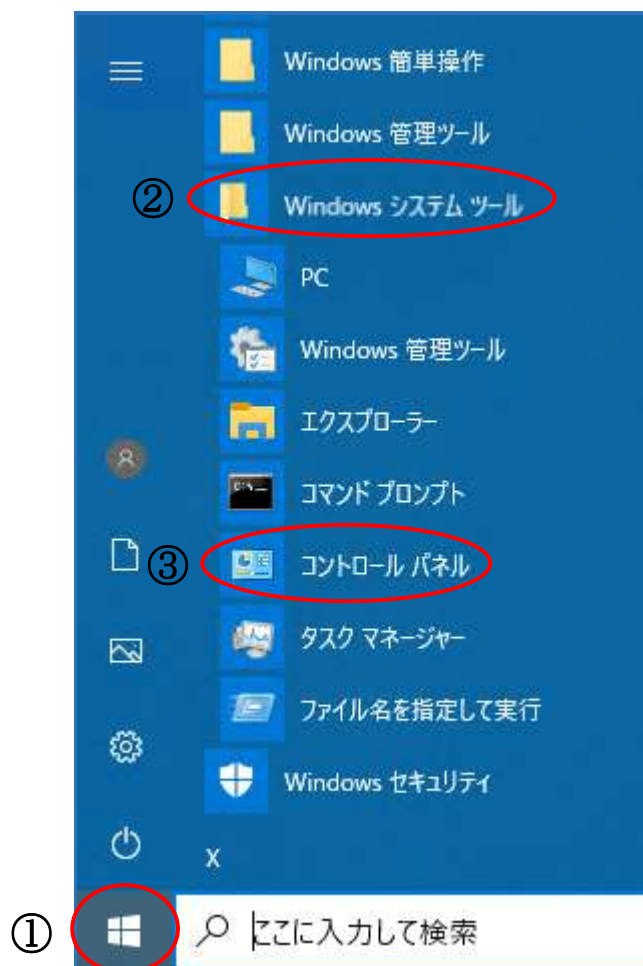 Windows 簡単操作
Windows 管理ツール
② Windows システム ツール
PC
Windows 管理ツール
エクスプローラー
コマンド プロンプト
③ コントロール パネル
タスク マネージャー
ファイル名を指定して実行
Windows セキュリティ
X
① ここに入力して検索